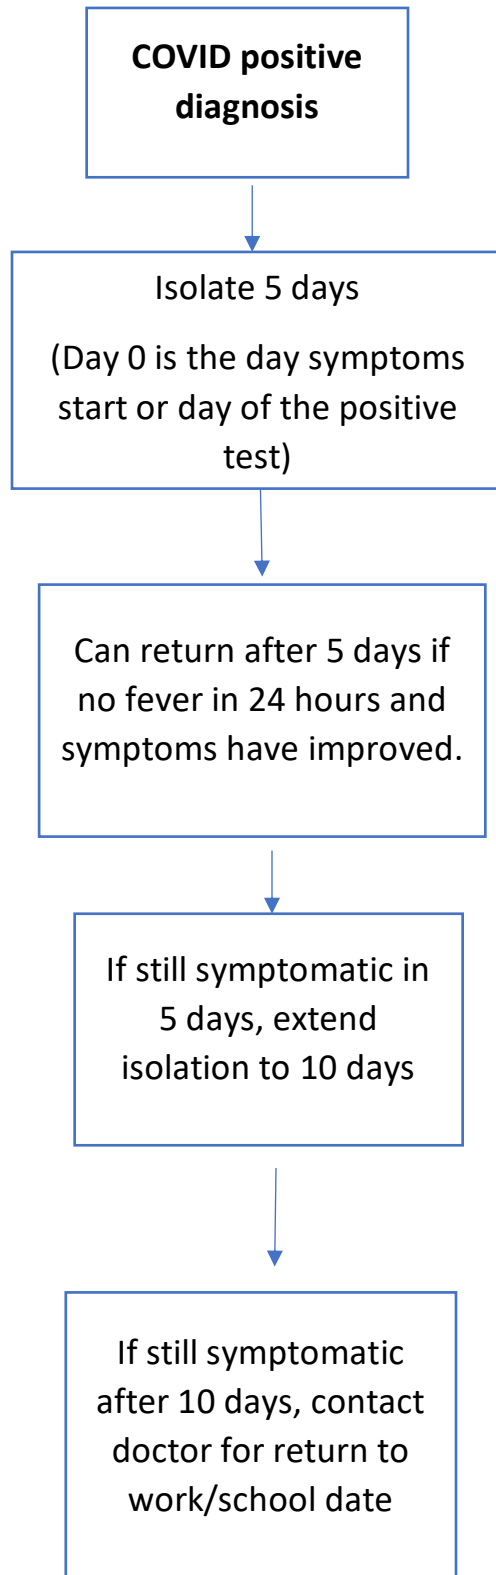 COVID positive
diagnosis
Isolate 5 days
(Day 0 is the day symptoms
start or day of the positive
test)
Can return after 5 days if
no fever in 24 hours and
symptoms have improved.
If still symptomatic in
5 days, extend
isolation to 10 days
If still symptomatic
after 10 days, contact
doctor for return to
work/school date